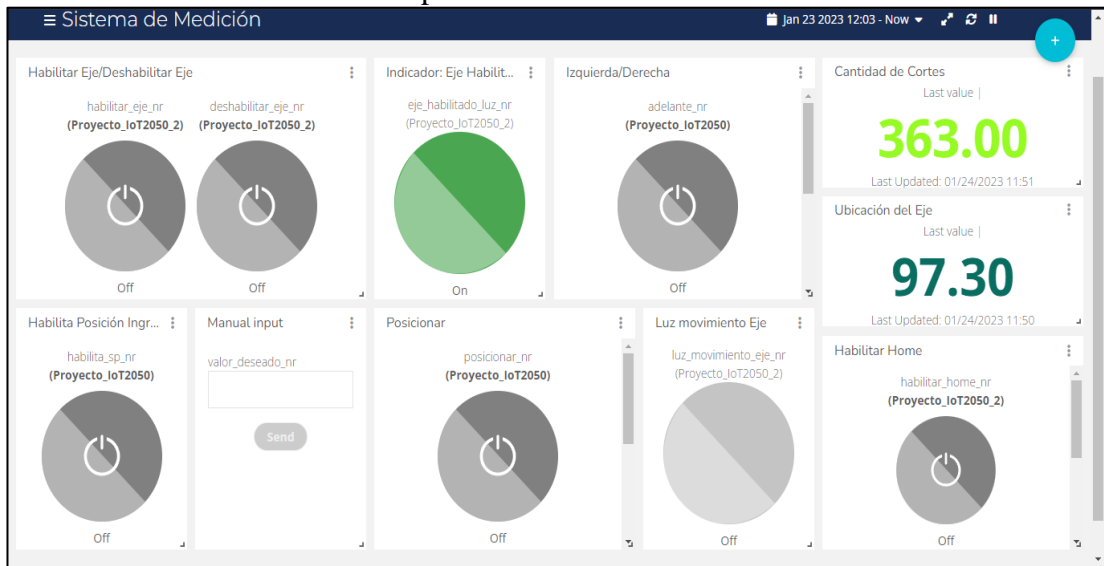 ≡ Sistema de Medición
Jan 23 2023 12:03 - Now
+
Habilitar Eje/Deshabilitar Eje
habilitar_eje_nr
(Proyecto_IoT2050_2)
Off
deshabilitar_eje_nr
(Proyecto_IoT2050_2)
Off
Indicador: Eje Habilit...
eje_habilitado_luz_nr
(Proyecto_IoT2050_2)
On
Izquierda/Derecha
adelante_nr
(Proyecto_IoT2050)
Off
Cantidad de Cortes
Last value |
363.00
Last Updated: 01/24/2023 11:51
Ubicación del Eje
Last value |
97.30
Last Updated: 01/24/2023 11:50
Habilita Posición Ingr...
habilita_sp_nr
(Proyecto_IoT2050)
Off
Manual input
valor_deseado_nr
Send
Posicionar
posicionar_nr
(Proyecto_IoT2050)
Off
Luz movimiento Eje
luz_movimiento_eje_nr
(Proyecto_IoT2050_2)
Off
Habilitar Home
habilitar_home_nr
(Proyecto_IoT2050_2)
Off